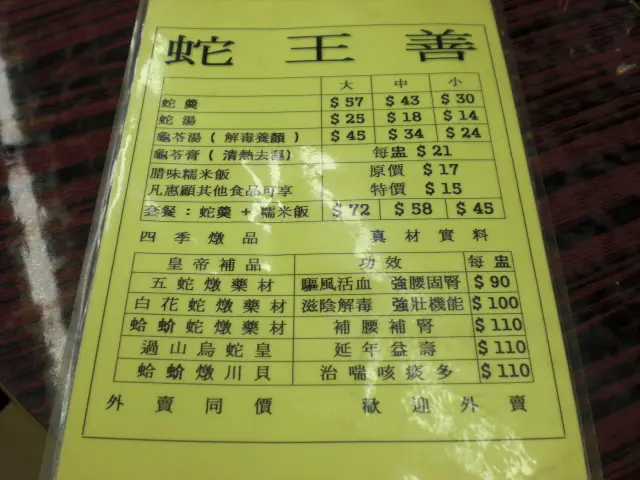 蛇王善
大 中 小
蛇羹 $57 $43 $30
蛇湯 $25 $18 $14
龜苓湯(解毒養顏) $45 $34 $24
龜苓膏(清熱去濕) 每盅 $21
腊味糯米飯 原價 $17
凡惠顧其他食品可享 特價 $15
套餐:蛇羹+糯米飯 $72 $58 $45
四季燉品 真材實料
皇帝補品 功效 每盅
五蛇燉藥材 驅風活血 強腰固腎 $90
白花蛇燉藥材 滋陰解毒 強壯機能 $100
蛤蚧蛇燉藥材 補腰補腎 $110
過山烏蛇皇 延年益壽 $110
蛤蚧燉川貝 治喘咳痰多 $110
外賣同價 歡迎外賣